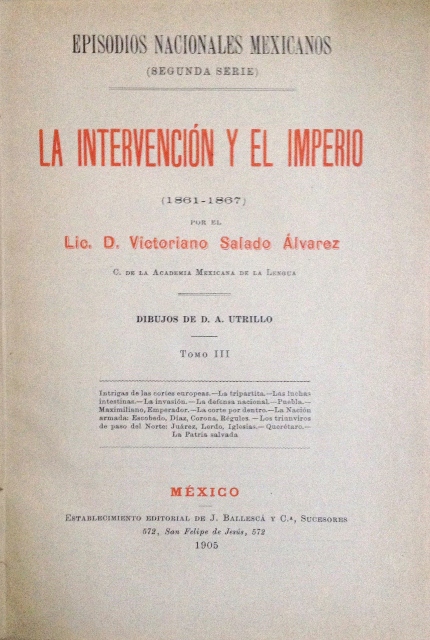 EPISODIOS NACIONALES MEXICANOS
(SEGUNDA SERIE)
LA INTERVENCIÓN Y EL IMPERIO
(1861-1867)
POR EL
Lic. D. Victoriano Salado Álvarez
C. DE LA ACADEMIA MEXICANA DE LA LENGUA
DIBUJOS DE D. A. UTRILLO
TOMO III
Intrigas de las cortes europeas.—La tripartita.—Las luchas
intestinas.—La invasión.—La defensa nacional.—Puebla.—
Maximiliano, Emperador.—La corte por dentro.—La Nación
armada: Escobedo, Díaz, Corona, Régules.—Los triunviros
de paso del Norte: Juárez, Lerdo, Iglesias.—Querétaro.—
La Patria salvada
MÉXICO
ESTABLECIMIENTO EDITORIAL DE J. BALLESCÁ Y C.ª, SUCESORES
572, San Felipe de Jesús, 572
1905